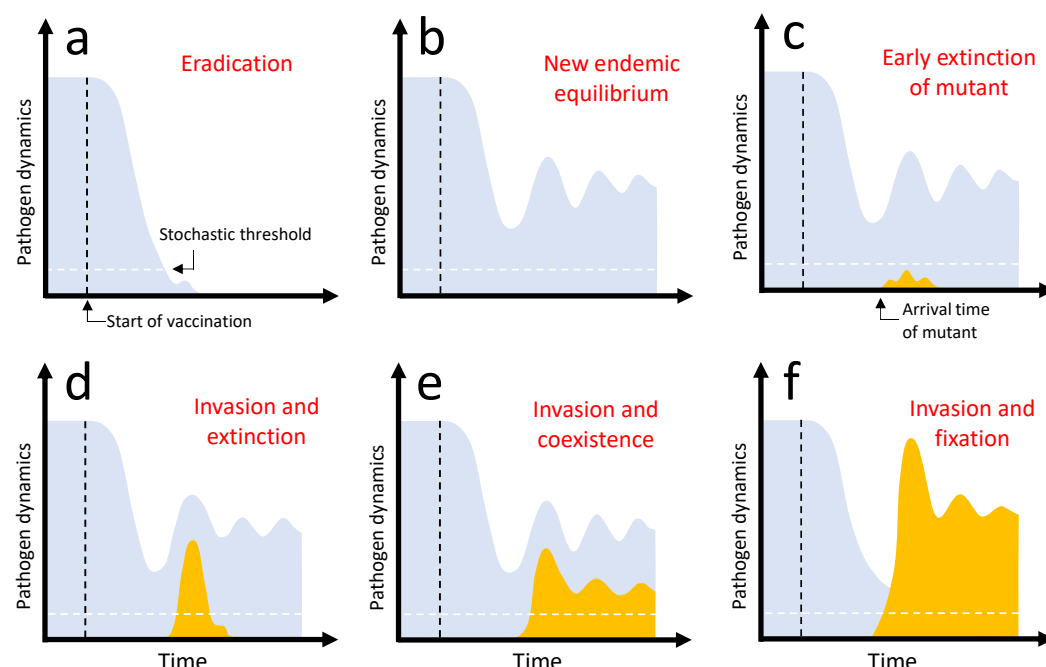 a
Eradication
Pathogen dynamics
Stochastic threshold
Start of vaccination
b
New endemic
equilibrium
Pathogen dynamics
c
Early extinction
of mutant
Pathogen dynamics
Arrival time
of mutant
d
Invasion and
extinction
Pathogen dynamics
Time
e
Invasion and
coexistence
Pathogen dynamics
Time
f
Invasion and
fixation
Pathogen dynamics
Time